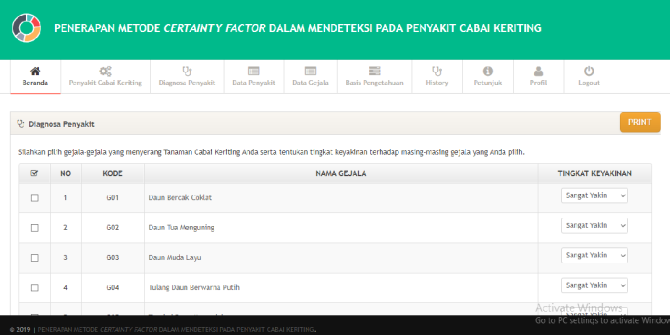 PENERAPAN METODE CERTAINTY FACTOR DALAM MENDETEKSI PADA PENYAKIT CABAI KERITING
Beranda Penyakit Cabai Keriting Diagnosa Penyakit Data Penyakit Data Gejala Basis Pengetahuan History Petunjuk Profil Logout
Diagnosa Penyakit PRINT
Silahkan pilih gejala-gejala yang menyerang Tanaman Cabai Keriting Anda serta tentukan tingkat keyakinan terhadap masing-masing gejala yang Anda pilih.
NO KODE NAMA GEJALA TINGKAT KEYAKINAN
1 G01 Daun Bercak Coklat Sangat Yakin
2 G02 Daun Tua Menguning Sangat Yakin
3 G03 Daun Muda Layu Sangat Yakin
4 G04 Tulang Daun Berwarna Putih Sangat Yakin
Activate Windows
Go to PC settings to activate Window
© 2019 | PENERAPAN METODE CERTAINTY FACTOR DALAM MENDETEKSI PADA PENYAKIT CABAI KERITING.